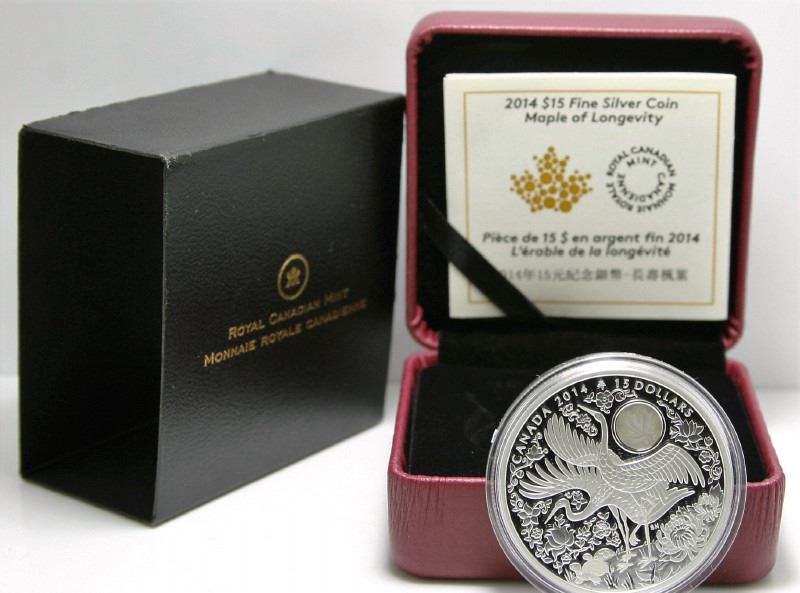 ROYAL CANADIAN MINT
MONNAIE ROYALE CANADIENNE
2014 $15 Fine Silver Coin
Maple of Longevity
ROYAL CANADIAN MINT
MONNAIE ROYALE CANADIENNE
Pièce de 15 $ en argent fin 2014
L'érable de la longévité
2014年15元紀念銀幣-長壽楓葉
CANADA 2014 15 DOLLARS